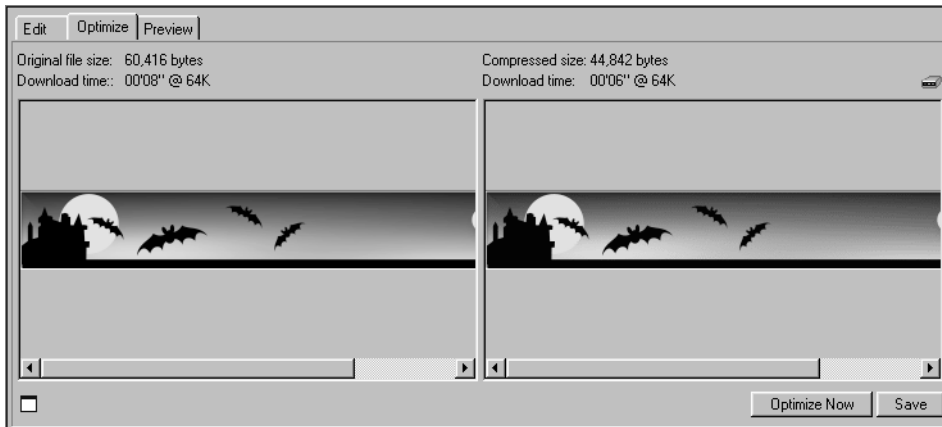 Edit Optimize Preview
Original file size: 60,416 bytes
Download time:: 00'08'' @ 64K
Compressed size: 44,842 bytes
Download time: 00'06'' @ 64K
Optimize Now Save